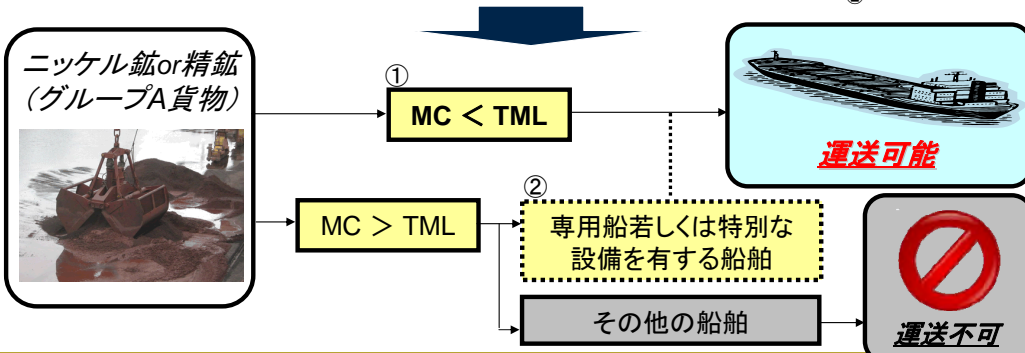 ニッケル鉱or精鉱
（グループA貨物）
①
MC ＜ TML
運送可能
MC ＞ TML
②
専用船若しくは特別な
設備を有する船舶
その他の船舶
運送不可